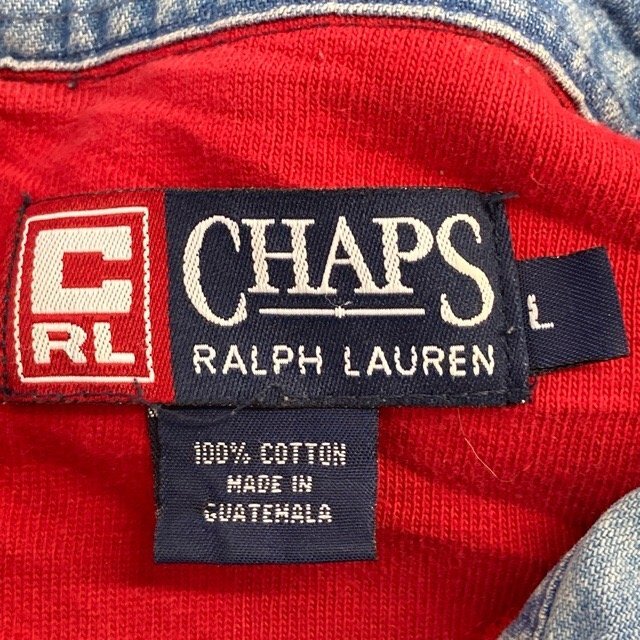 C
RL
CHAPS
RALPH LAUREN
L
100% COTTON
MADE IN
GUATEMALA